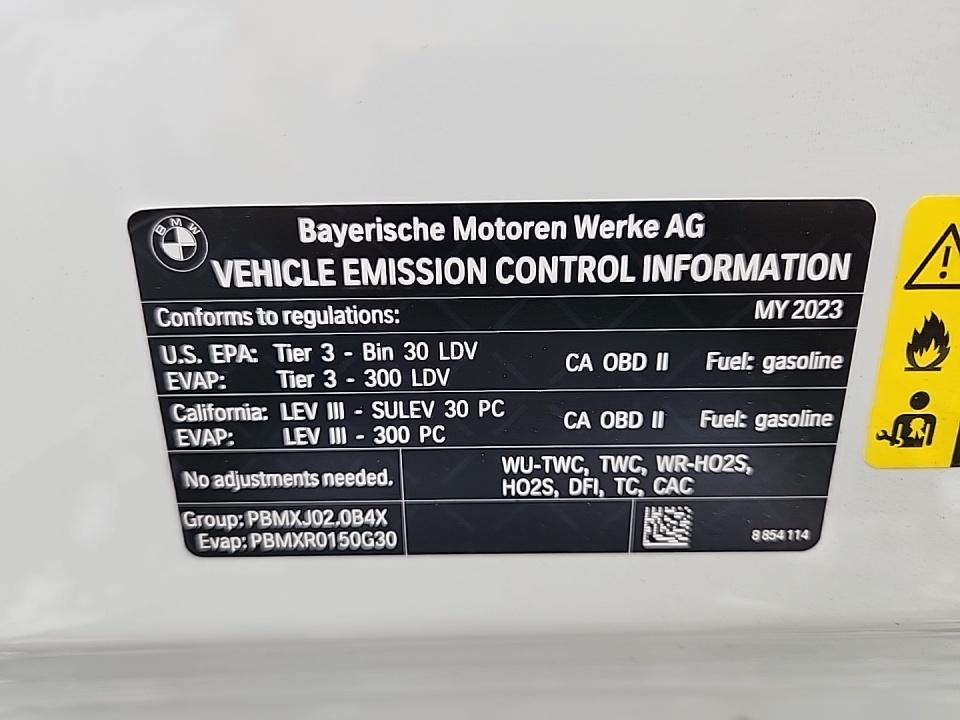 BMW
Bayerische Motoren Werke AG
VEHICLE EMISSION CONTROL INFORMATION
Conforms to regulations: MY 2023
U.S. EPA: Tier 3 - Bin 30 LDV CA OBD II Fuel: gasoline
EVAP: Tier 3 - 300 LDV
California: LEV III - SULEV 30 PC CA OBD II Fuel: gasoline
EVAP: LEV III - 300 PC
No adjustments needed. WU-TWC, TWC, WR-HO2S,
HO2S, DFI, TC, CAC
Group: PBMXJ02.0B4X
Evap: PBMXR0150G30
8 854 114